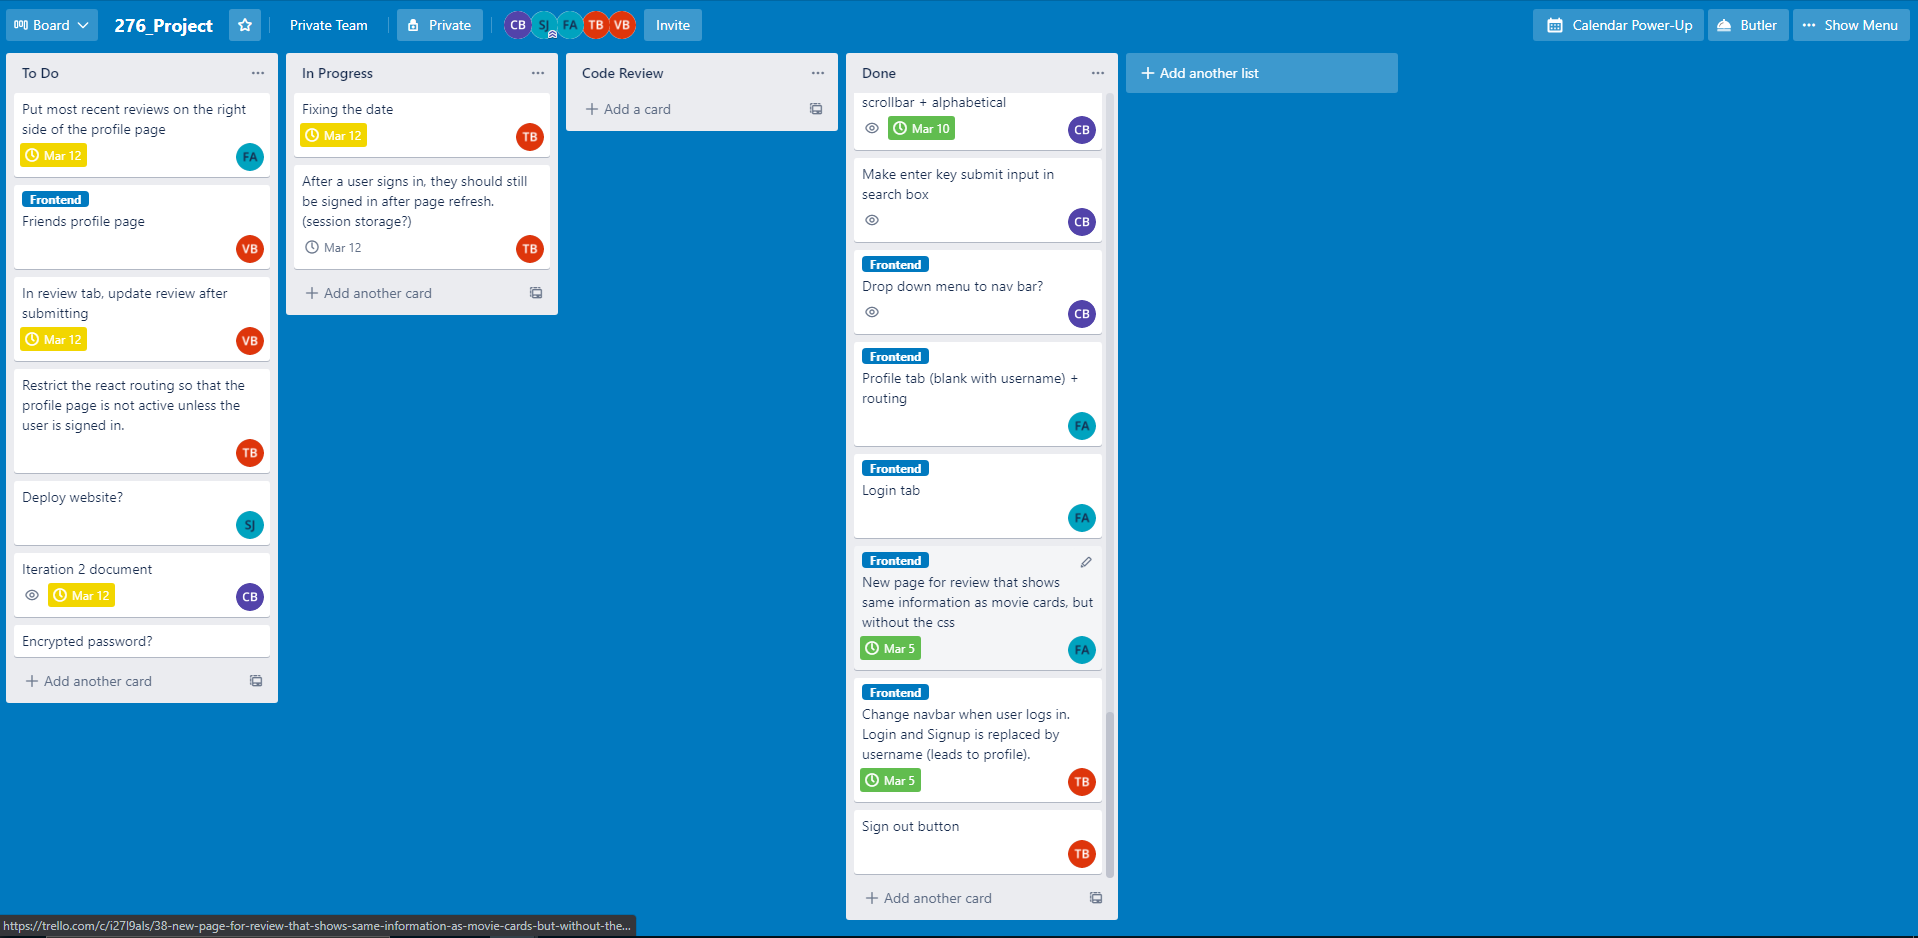 Board
276_Project
Private Team
Private
CB
SJ
FA
TB
VB
Invite
Calendar Power-Up
Butler
Show Menu
To Do
Put most recent reviews on the right
side of the profile page
Mar 12
FA
Frontend
Friends profile page
VB
In review tab, update review after
submitting
Mar 12
VB
Restrict the react routing so that the
profile page is not active unless the
user is signed in.
TB
Deploy website?
SJ
Iteration 2 document
Mar 12
CB
Encrypted password?
Add another card
In Progress
Fixing the date
Mar 12
TB
After a user signs in, they should still
be signed in after page refresh.
(session storage?)
Mar 12
TB
Add another card
Code Review
Add a card
Done
scrollbar + alphabetical
Mar 10
CB
Make enter key submit input in
search box
CB
Frontend
Drop down menu to nav bar?
CB
Frontend
Profile tab (blank with username) +
routing
FA
Frontend
Login tab
FA
Frontend
New page for review that shows
same information as movie cards, but
without the css
Mar 5
FA
Frontend
Change navbar when user logs in.
Login and Signup is replaced by
username (leads to profile).
Mar 5
TB
Sign out button
TB
Add another card
Add another list
https://trello.com/c/i27l9als/38-new-page-for-review-that-shows-same-information-as-movie-cards-but-without-the...